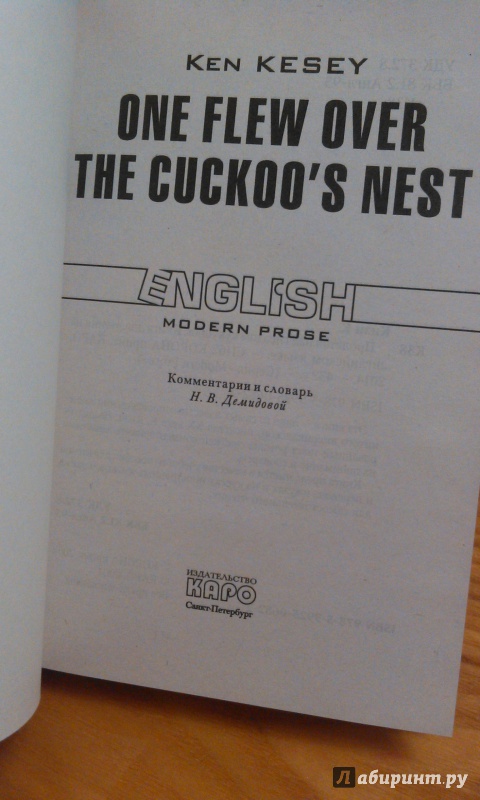 KEN KESEY
ONE FLEW OVER
THE CUCKOO'S NEST
ENGLISH
MODERN PROSE
Комментарии и словарь
Н. В. Демидовой
ИЗДАТЕЛЬСТВО
КАРО
Санкт-Петербург
Лабиринт.ру